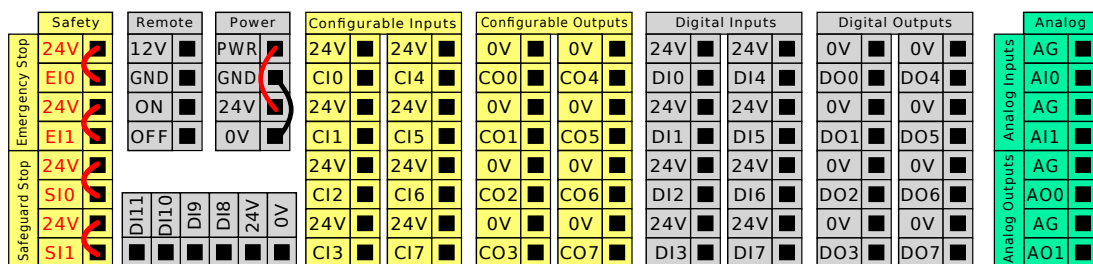 Safety
Emergency Stop
24V
EI0
24V
EI1
Safeguard Stop
24V
SI0
24V
SI1
Remote
12V
GND
ON
OFF
Power
PWR
GND
24V
0V
DI11
DI10
DI9
DI8
24V
0V
Configurable Inputs
24V 24V
CI0 CI4
24V 24V
CI1 CI5
24V 24V
CI2 CI6
24V 24V
CI3 CI7
Configurable Outputs
0V 0V
CO0 CO4
0V 0V
CO1 CO5
0V 0V
CO2 CO6
0V 0V
CO3 CO7
Digital Inputs
24V 24V
DI0 DI4
24V 24V
DI1 DI5
24V 24V
DI2 DI6
24V 24V
DI3 DI7
Digital Outputs
0V 0V
DO0 DO4
0V 0V
DO1 DO5
0V 0V
DO2 DO6
0V 0V
DO3 DO7
Analog
Analog Inputs
AG
AI0
AG
AI1
Analog Outputs
AG
AO0
AG
AO1